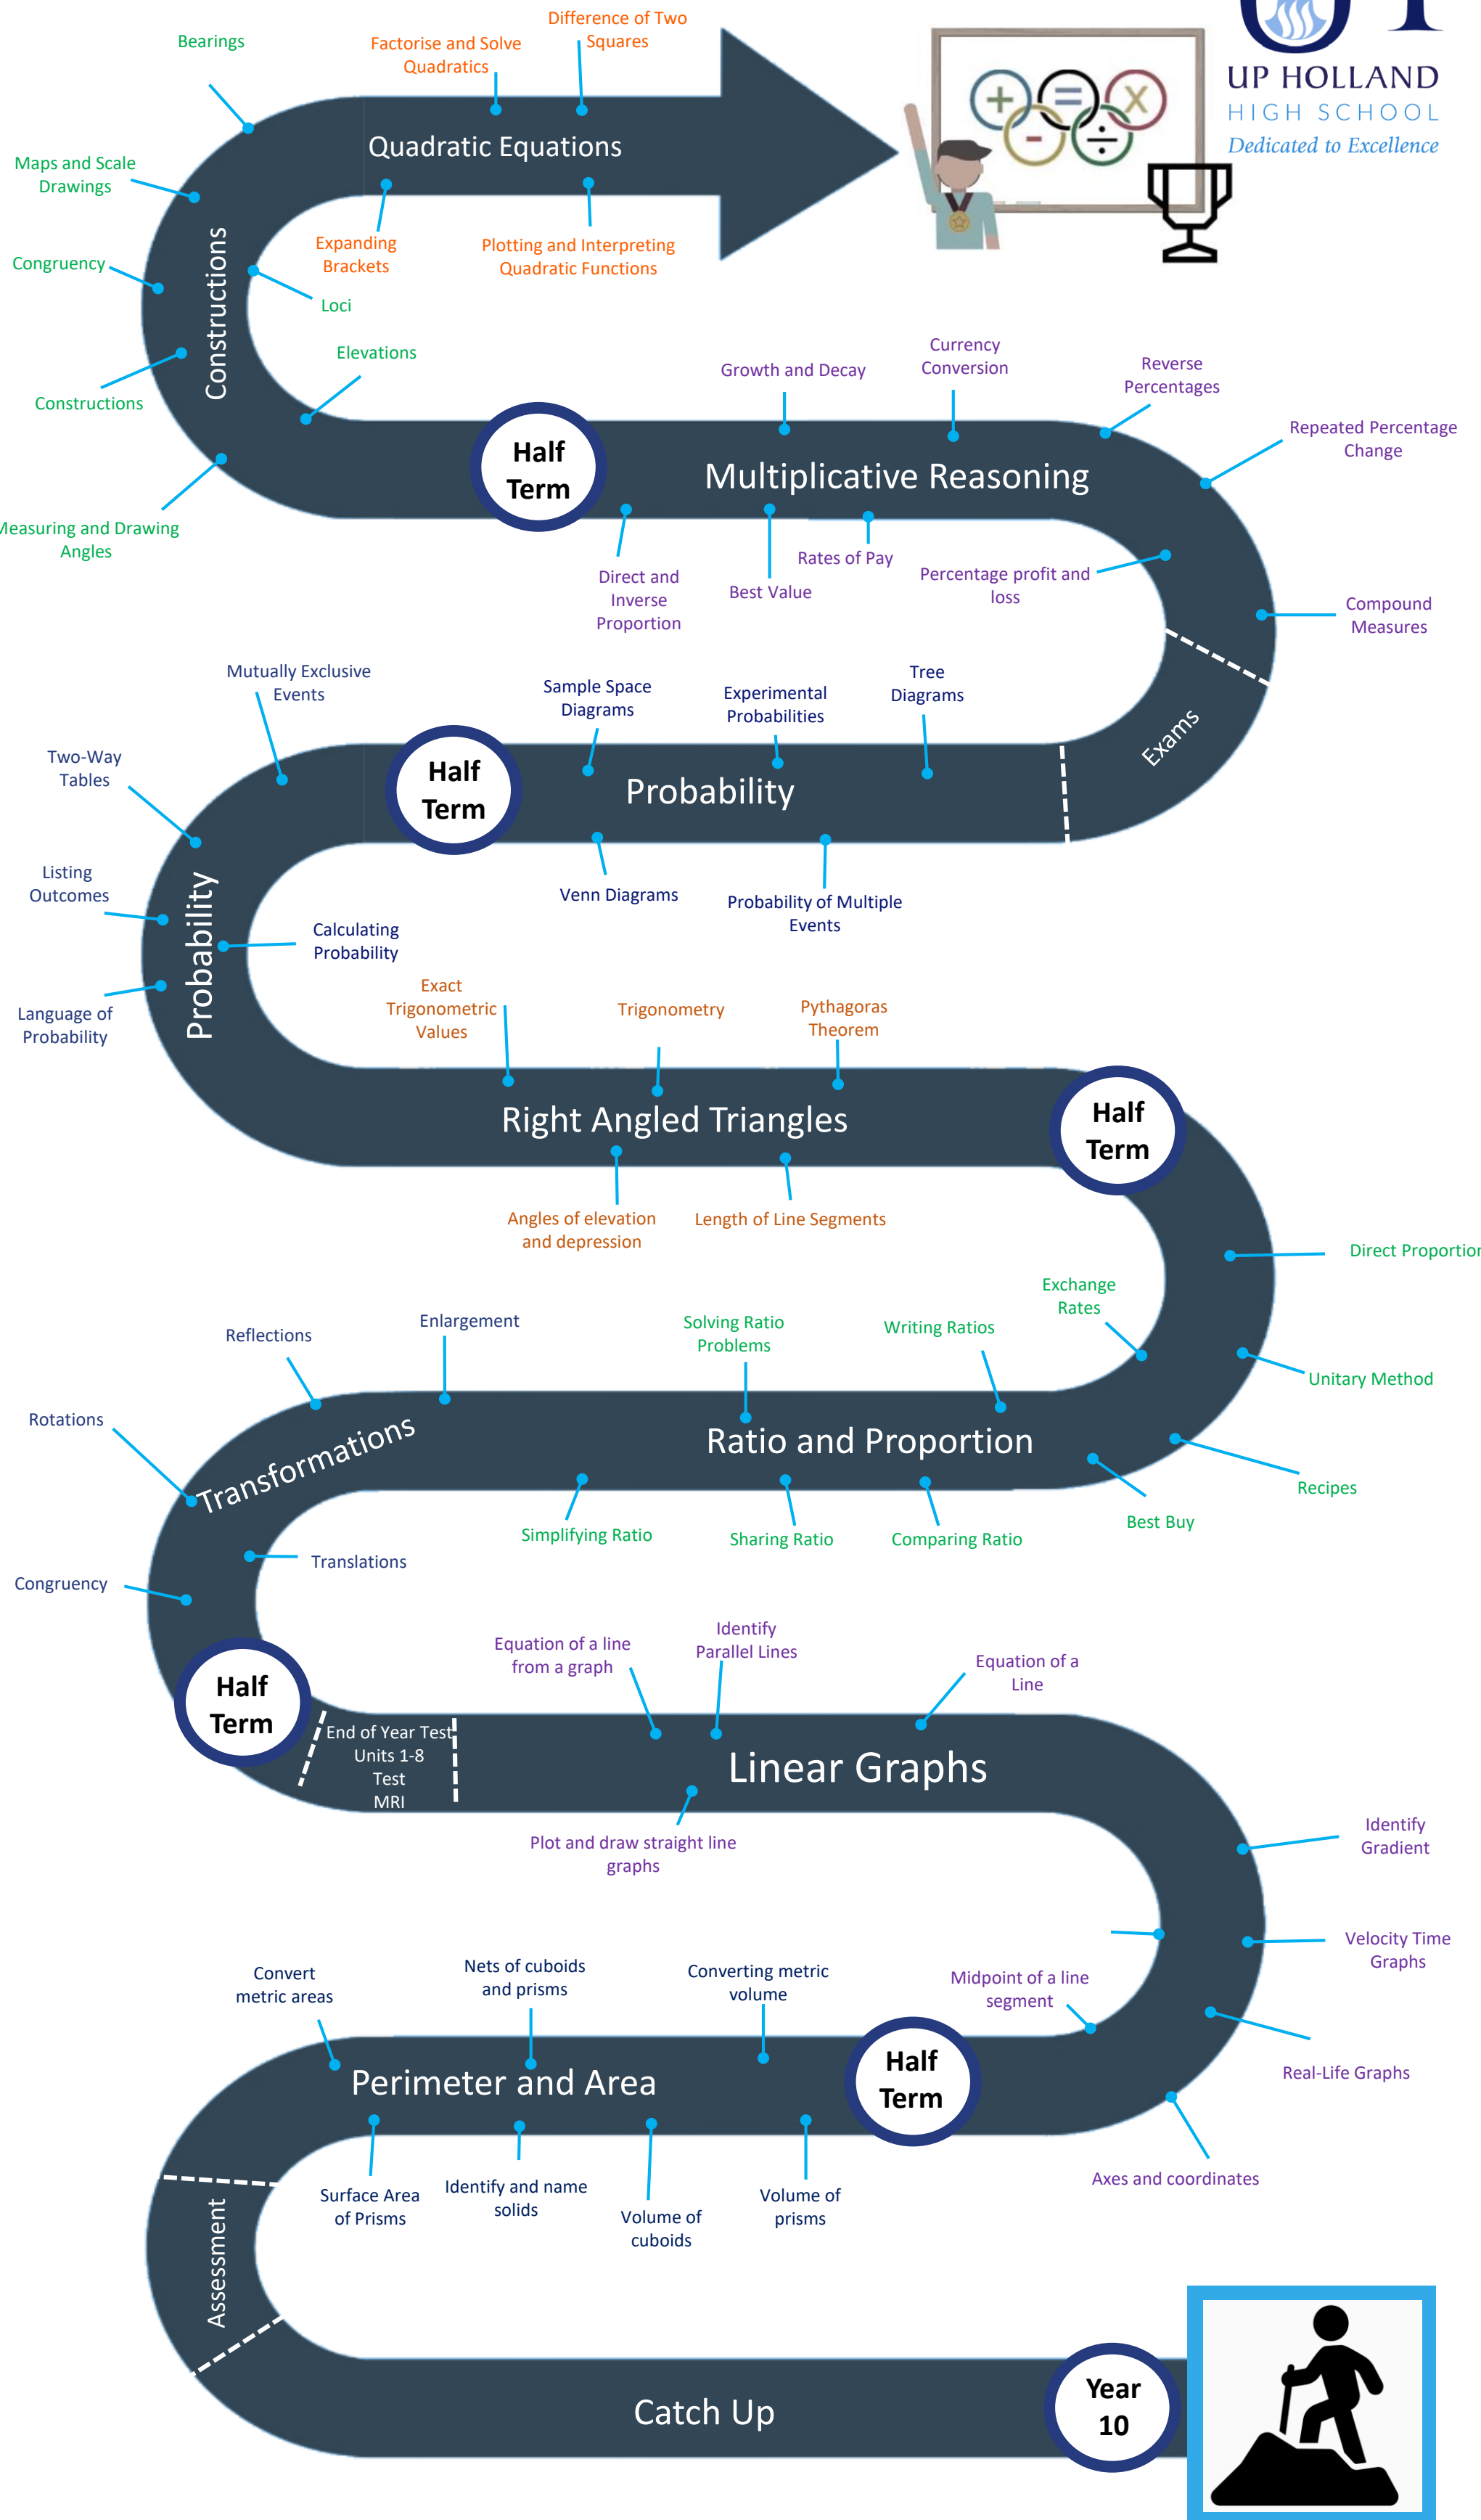 UP HOLLAND
HIGH SCHOOL
Dedicated to Excellence
Difference of Two
Squares
Factorise and Solve
Quadratics
Bearings
Quadratic Equations
Maps and Scale
Drawings
Expanding
Brackets
Plotting and Interpreting
Quadratic Functions
Congruency
Constructions
Loci
Elevations
Constructions
Measuring and Drawing
Angles
Half
Term
Growth and Decay
Currency
Conversion
Reverse
Percentages
Repeated Percentage
Change
Multiplicative Reasoning
Direct and
Inverse
Proportion
Best Value
Rates of Pay
Percentage profit and
loss
Compound
Measures
Exams
Mutually Exclusive
Events
Sample Space
Diagrams
Experimental
Probabilities
Tree
Diagrams
Two-Way
Tables
Half
Term
Probability
Listing
Outcomes
Venn Diagrams
Probability of Multiple
Events
Probability
Calculating
Probability
Language of
Probability
Exact
Trigonometric
Values
Trigonometry
Pythagoras
Theorem
Right Angled Triangles
Half
Term
Angles of elevation
and depression
Length of Line Segments
Direct Proportion
Exchange
Rates
Unitary Method
Reflections
Enlargement
Solving Ratio
Problems
Writing Ratios
Rotations
Transformations
Ratio and Proportion
Recipes
Best Buy
Simplifying Ratio
Sharing Ratio
Comparing Ratio
Translations
Congruency
Half
Term
End of Year Test
Units 1-8
Test
MRI
Equation of a line
from a graph
Identify
Parallel Lines
Equation of a
Line
Linear Graphs
Plot and draw straight line
graphs
Identify
Gradient
Velocity Time
Graphs
Convert
metric areas
Nets of cuboids
and prisms
Converting metric
volume
Midpoint of a line
segment
Half
Term
Real-Life Graphs
Perimeter and Area
Axes and coordinates
Surface Area
of Prisms
Identify and name
solids
Volume of
cuboids
Volume of
prisms
Assessment
Catch Up
Year
10